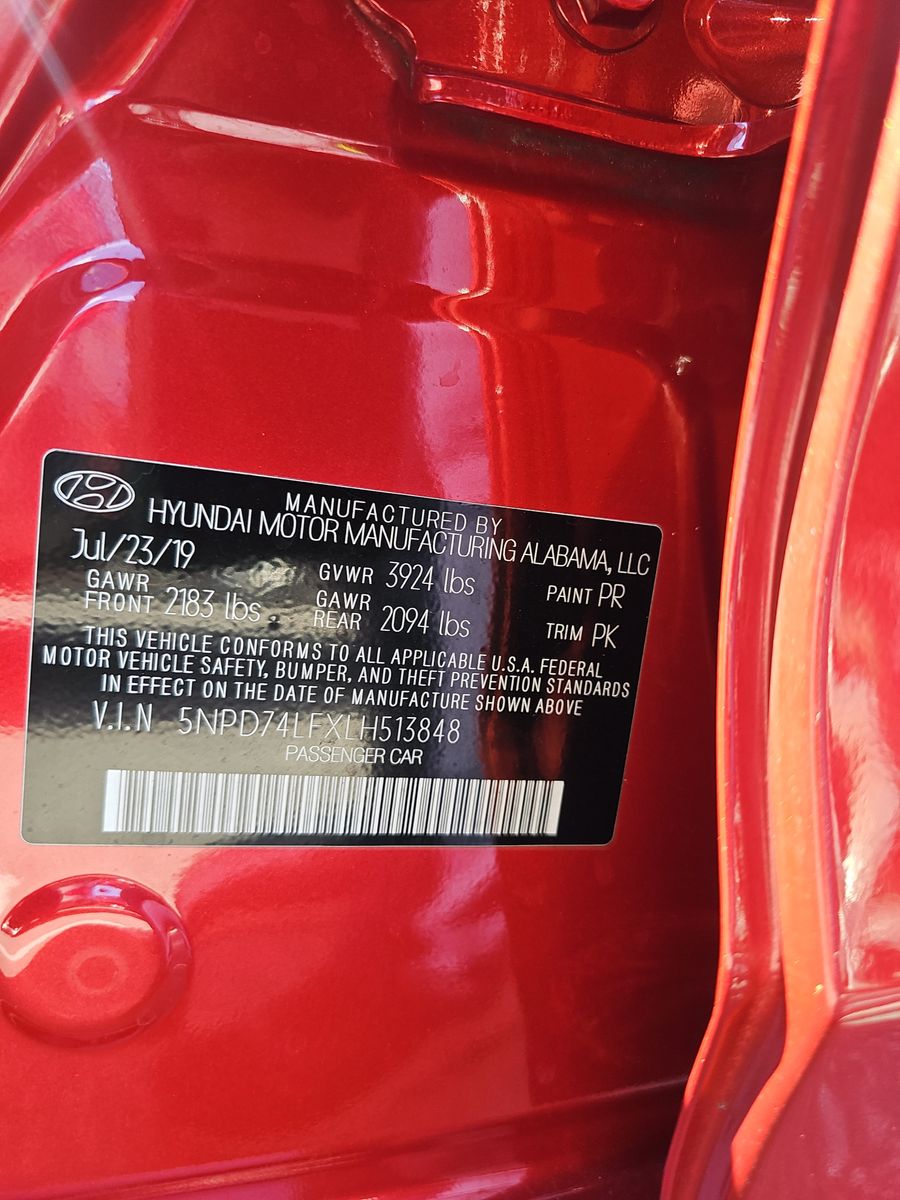 MANUFACTURED BY
HYUNDAI MOTOR MANUFACTURING ALABAMA, LLC
Jul/23/19
GVWR 3924 lbs
PAINT PR
GAWR FRONT 2183 lbs
GAWR REAR 2094 lbs
TRIM PK
THIS VEHICLE CONFORMS TO ALL APPLICABLE U.S.A. FEDERAL
MOTOR VEHICLE SAFETY, BUMPER, AND THEFT PREVENTION STANDARDS
IN EFFECT ON THE DATE OF MANUFACTURE SHOWN ABOVE
V.I.N 5NPD74LFXLH513848
PASSENGER CAR